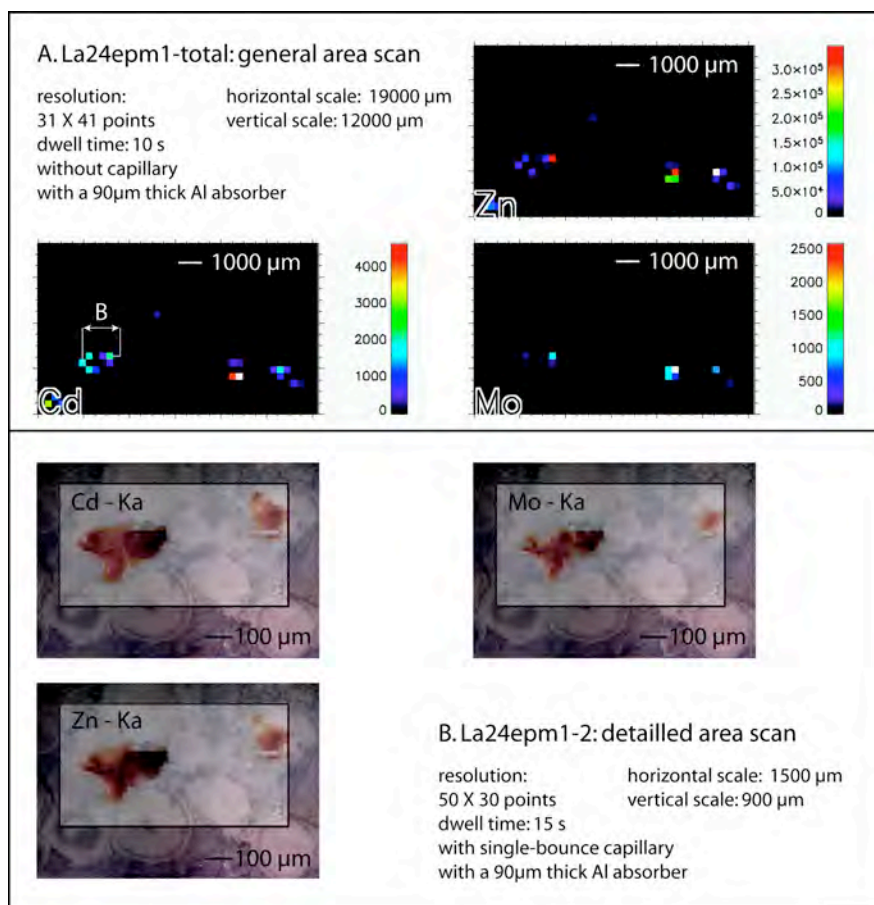 A. La24epm1-total: general area scan
resolution:
31 X 41 points
dwell time: 10 s
without capillary
with a 90µm thick Al absorber
horizontal scale: 19000 µm
vertical scale: 12000 µm
1000 µm
Zn
3.0×10⁵
2.5×10⁵
2.0×10⁵
1.5×10⁵
1.0×10⁵
5.0×10⁴
0
1000 µm
B
Cd
4000
3000
2000
1000
0
1000 µm
Mo
2500
2000
1500
1000
500
0
Cd - Ka
100 µm
Mo - Ka
100 µm
Zn - Ka
100 µm
B. La24epm1-2: detailled area scan
resolution:
50 X 30 points
dwell time: 15 s
with single-bounce capillary
with a 90µm thick Al absorber
horizontal scale: 1500 µm
vertical scale: 900 µm